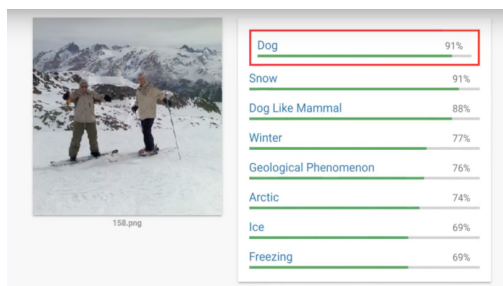 Dog 91%
Snow 91%
Dog Like Mammal 88%
Winter 77%
Geological Phenomenon 76%
Arctic 74%
Ice 69%
Freezing 69%
158.png